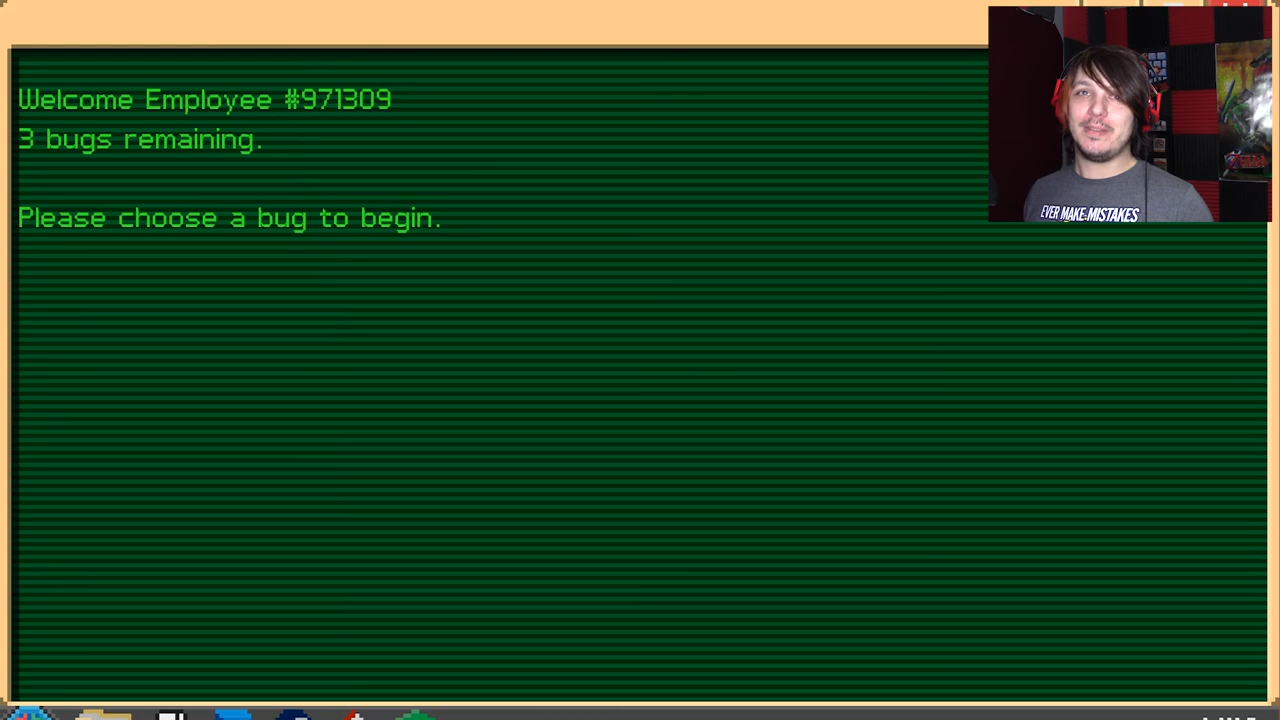 Welcome Employee #971309
3 bugs remaining.
Please choose a bug to begin.
EVER MAKE MISTAKES